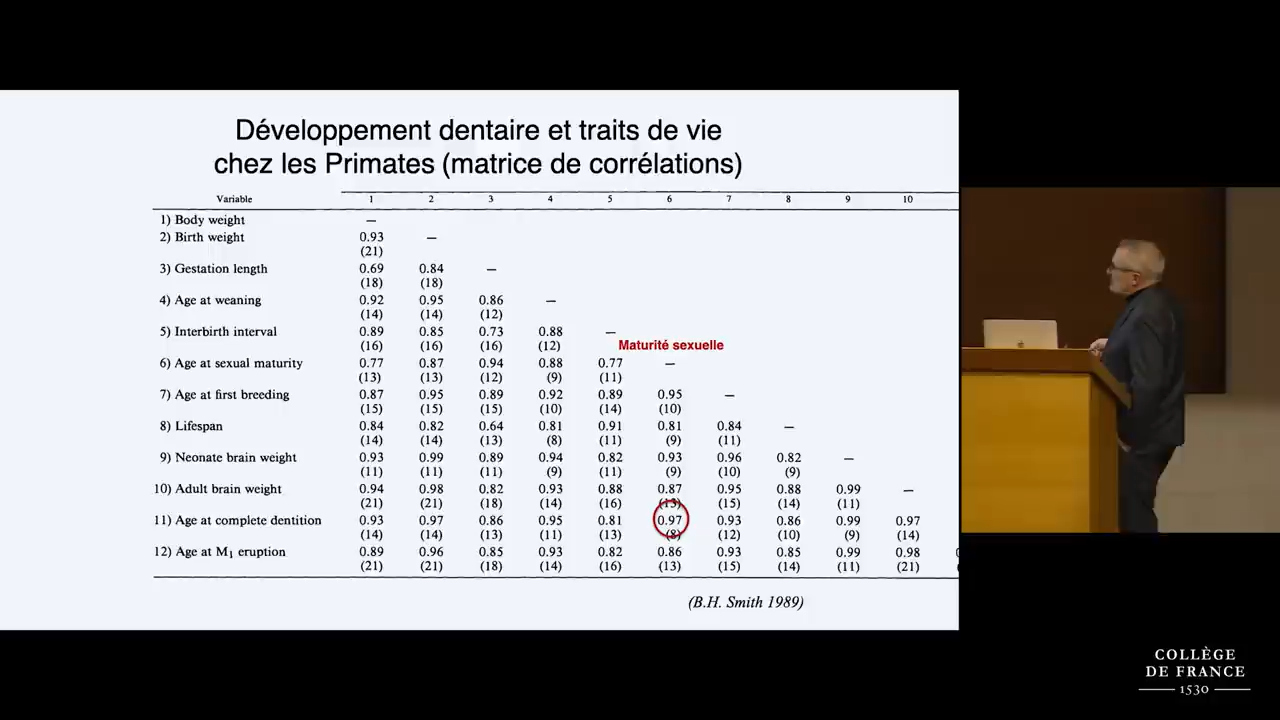 Développement dentaire et traits de vie
chez les Primates (matrice de corrélations)
Variable 1 2 3 4 5 6 7 8 9 10
1) Body weight —
2) Birth weight 0.93 —
(21)
3) Gestation length 0.69 0.84 —
(18) (18)
4) Age at weaning 0.92 0.95 0.86 —
(14) (14) (12)
5) Interbirth interval 0.89 0.85 0.73 0.88 —
(16) (16) (16) (12)
Maturité sexuelle
6) Age at sexual maturity 0.77 0.87 0.94 0.88 0.77 —
(13) (13) (12) (9) (11)
7) Age at first breeding 0.87 0.95 0.89 0.92 0.89 0.95 —
(15) (15) (15) (10) (14) (10)
8) Lifespan 0.84 0.82 0.64 0.81 0.91 0.81 0.84 —
(14) (14) (13) (8) (11) (9) (11)
9) Neonate brain weight 0.93 0.99 0.89 0.94 0.82 0.93 0.96 0.82 —
(11) (11) (11) (9) (11) (9) (10) (9)
10) Adult brain weight 0.94 0.98 0.82 0.93 0.88 0.87 0.95 0.88 0.99 —
(21) (21) (18) (14) (16) (13) (15) (14) (11)
11) Age at complete dentition 0.93 0.97 0.86 0.95 0.81 0.97 0.93 0.86 0.99 0.97
(14) (14) (13) (11) (13) (8) (12) (10) (9) (14)
12) Age at M₁ eruption 0.89 0.96 0.85 0.93 0.82 0.86 0.93 0.85 0.99 0.98
(21) (21) (18) (14) (16) (13) (15) (14) (11) (21)
(B.H. Smith 1989)
COLLÈGE
DE FRANCE
1530